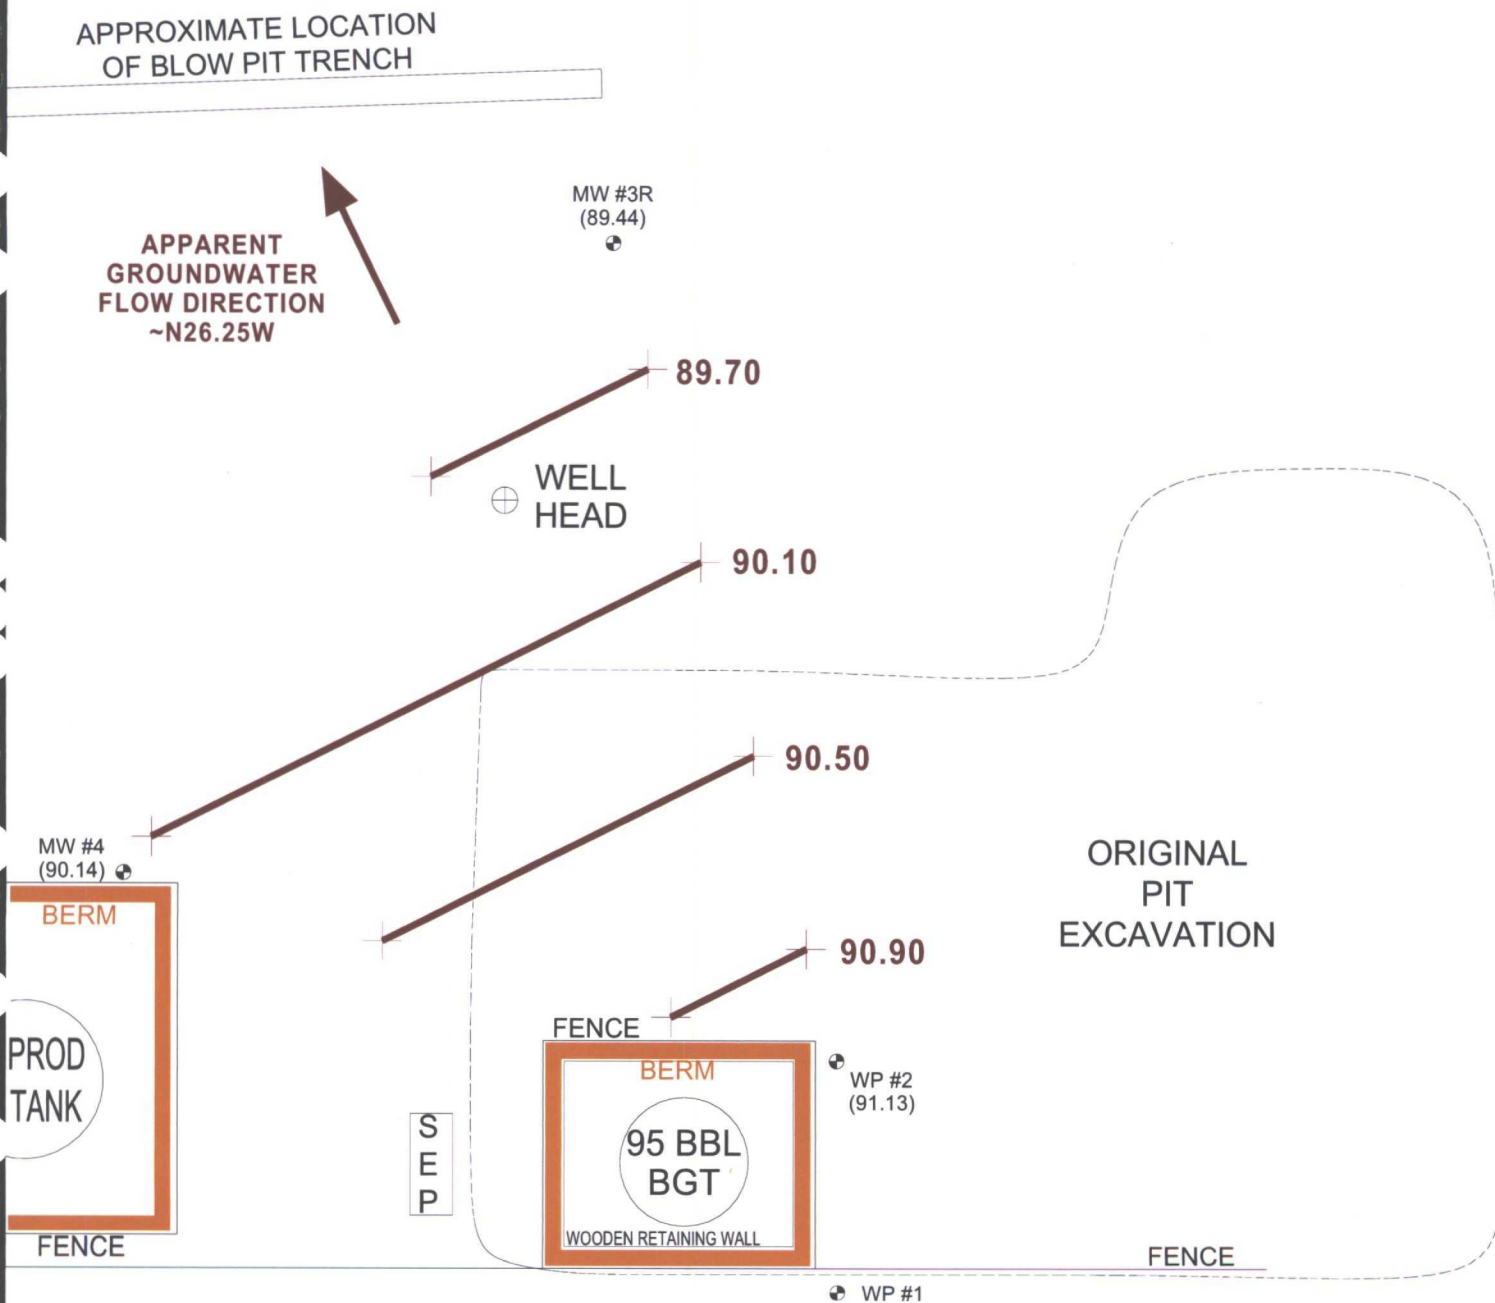 APPROXIMATE LOCATION
OF BLOW PIT TRENCH
MW #3R
(89.44)
APPARENT
GROUNDWATER
FLOW DIRECTION
~N26.25W
89.70
WELL
HEAD
90.10
90.50
MW #4
(90.14)
ORIGINAL
PIT
EXCAVATION
BERM
90.90
FENCE
PROD
TANK
BERM
WP #2
(91.13)
S
E
P
95 BBL
BGT
WOODEN RETAINING WALL
FENCE
FENCE
WP #1